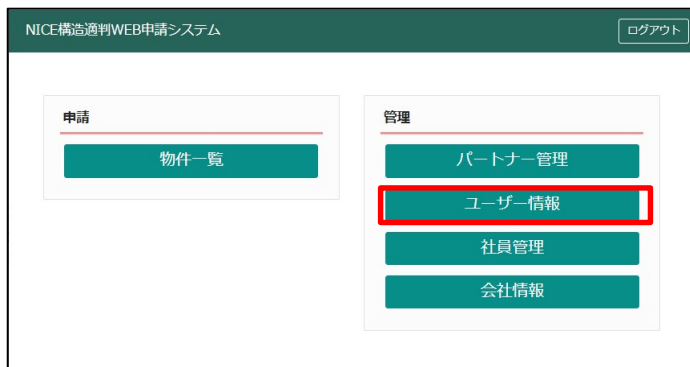 NICE構造適判WEB申請システム
ログアウト
申請
物件一覧
管理
パートナー管理
ユーザー情報
社員管理
会社情報